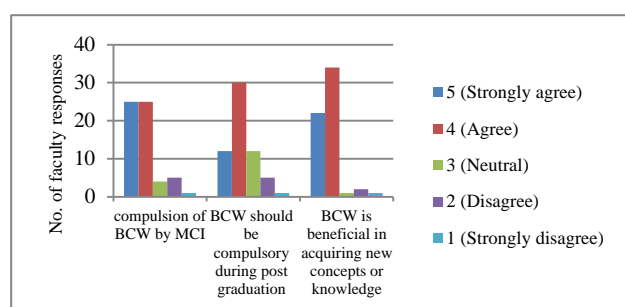 No. of faculty responses
40
30
20
10
0
compulsion of
BCW by MCI
BCW should
be
compulsory
during post
graduation
BCW is
beneficial in
acquiring new
concepts or
knowledge
5 (Strongly agree)
4 (Agree)
3 (Neutral)
2 (Disagree)
1 (Strongly disagree)